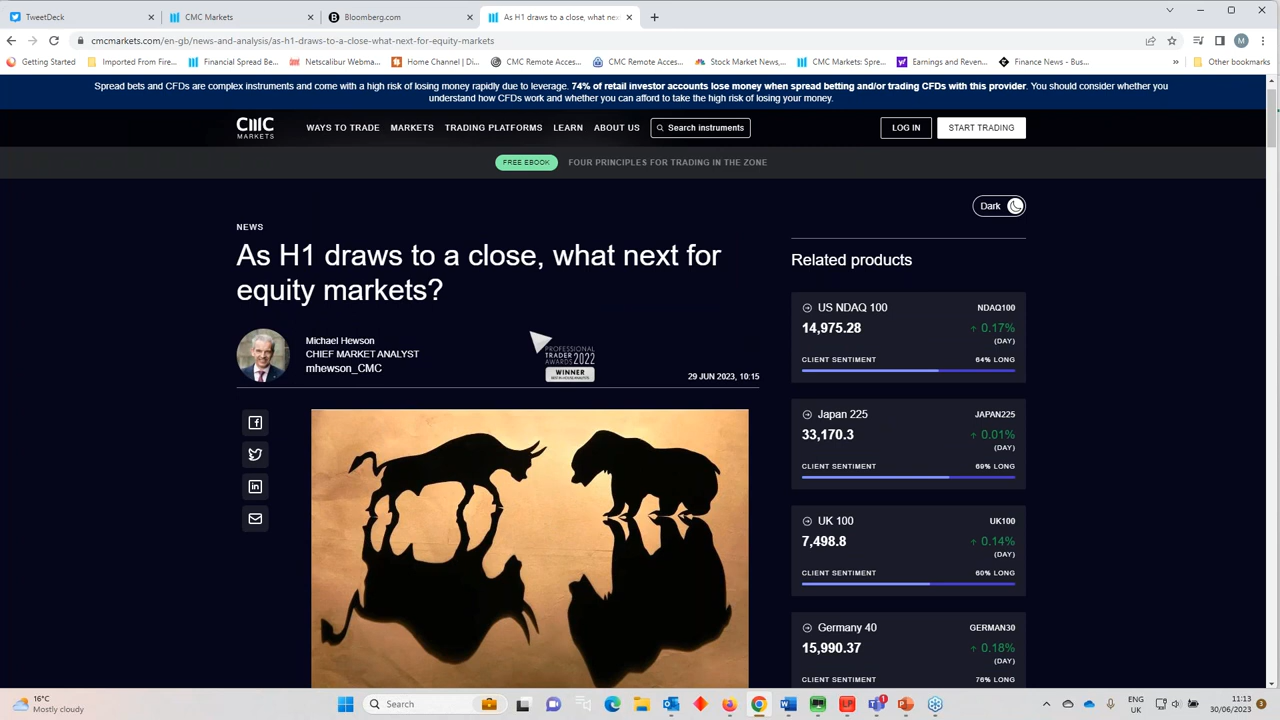 TweetDeck
CMC Markets
Bloomberg.com
As H1 draws to a close, what nex
cmcmarkets.com/en-gb/news-and-analysis/as-h1-draws-to-a-close-what-next-for-equity-markets
M
Getting Started
Imported From Fire...
Financial Spread Be...
Netscalibur Webma...
Home Channel | Di...
CMC Remote Acces...
CMC Remote Acces...
Stock Market News,...
CMC Markets: Spre...
Earnings and Reven...
Finance News - Bus...
»
Other bookmarks
Spread bets and CFDs are complex instruments and come with a high risk of losing money rapidly due to leverage. 74% of retail investor accounts lose money when spread betting and/or trading CFDs with this provider. You should consider whether you
understand how CFDs work and whether you can afford to take the high risk of losing your money.
CMC MARKETS
WAYS TO TRADE
MARKETS
TRADING PLATFORMS
LEARN
ABOUT US
Search instruments
LOG IN
START TRADING
FREE EBOOK
FOUR PRINCIPLES FOR TRADING IN THE ZONE
Dark
NEWS
As H1 draws to a close, what next for
equity markets?
Michael Hewson
CHIEF MARKET ANALYST
mhewson_CMC
PROFESSIONAL
TRADER
AWARDS 2022
WINNER
29 JUN 2023, 10:15
Related products
US NDAQ 100
NDAQ100
14,975.28
↑ 0.17%
(DAY)
CLIENT SENTIMENT
64% LONG
Japan 225
JAPAN225
33,170.3
↑ 0.01%
(DAY)
CLIENT SENTIMENT
69% LONG
UK 100
UK100
7,498.8
↑ 0.14%
(DAY)
CLIENT SENTIMENT
60% LONG
Germany 40
GERMAN30
15,990.37
↑ 0.18%
(DAY)
CLIENT SENTIMENT
76% LONG
16°C
Mostly cloudy
Search
1
ENG
UK
11:13
30/06/2023
3